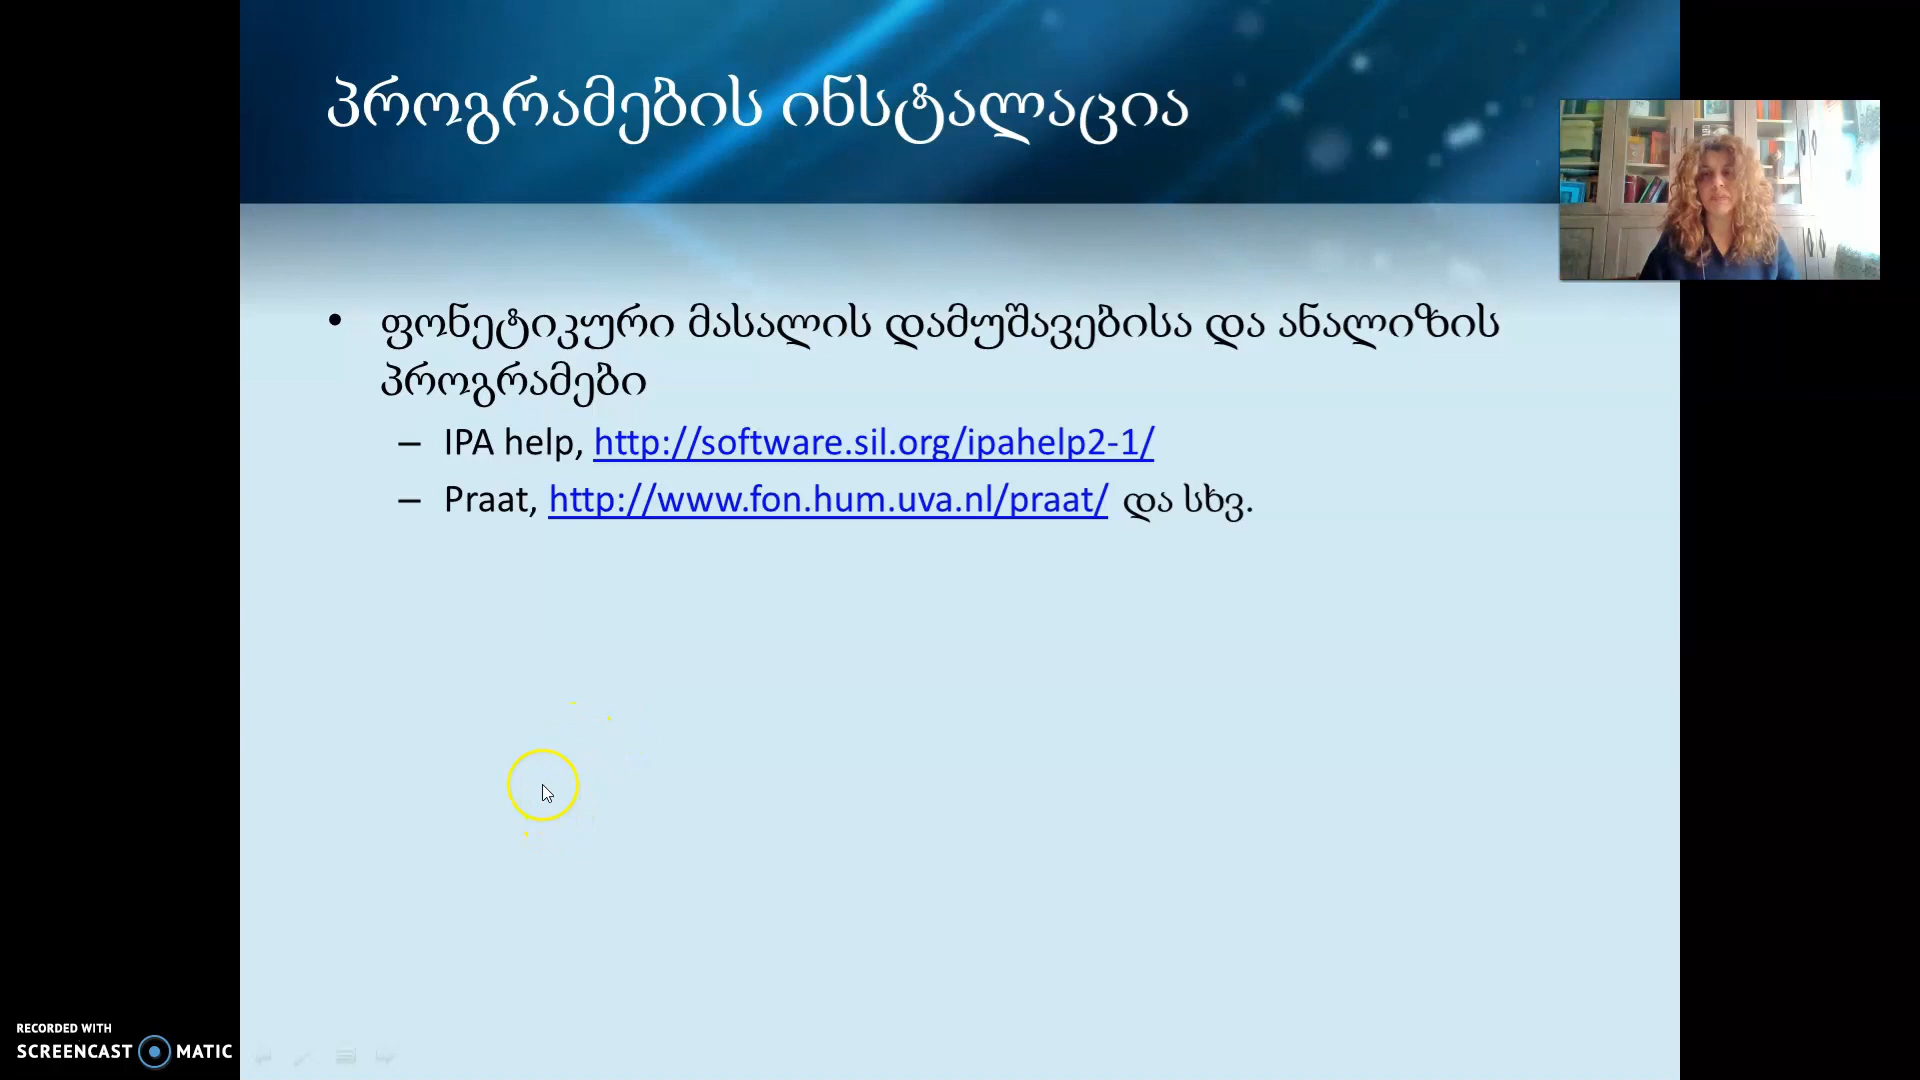 პროგრამების ინსტალაცია
• ფონეტიკური მასალის დამუშავებისა და ანალიზის
პროგრამები
– IPA help, http://software.sil.org/ipahelp2-1/
– Praat, http://www.fon.hum.uva.nl/praat/ და სხვ.
RECORDED WITH
SCREENCAST MATIC